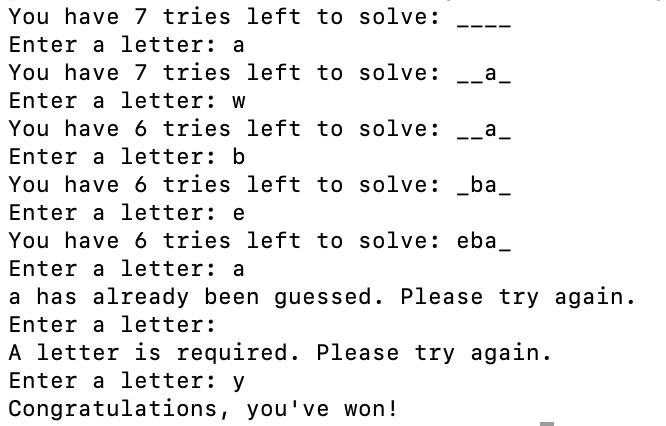 You have 7 tries left to solve: ____
Enter a letter: a
You have 7 tries left to solve: __a_
Enter a letter: w
You have 6 tries left to solve: __a_
Enter a letter: b
You have 6 tries left to solve: _ba_
Enter a letter: e
You have 6 tries left to solve: eba_
Enter a letter: a
a has already been guessed. Please try again.
Enter a letter:
A letter is required. Please try again.
Enter a letter: y
Congratulations, you've won!